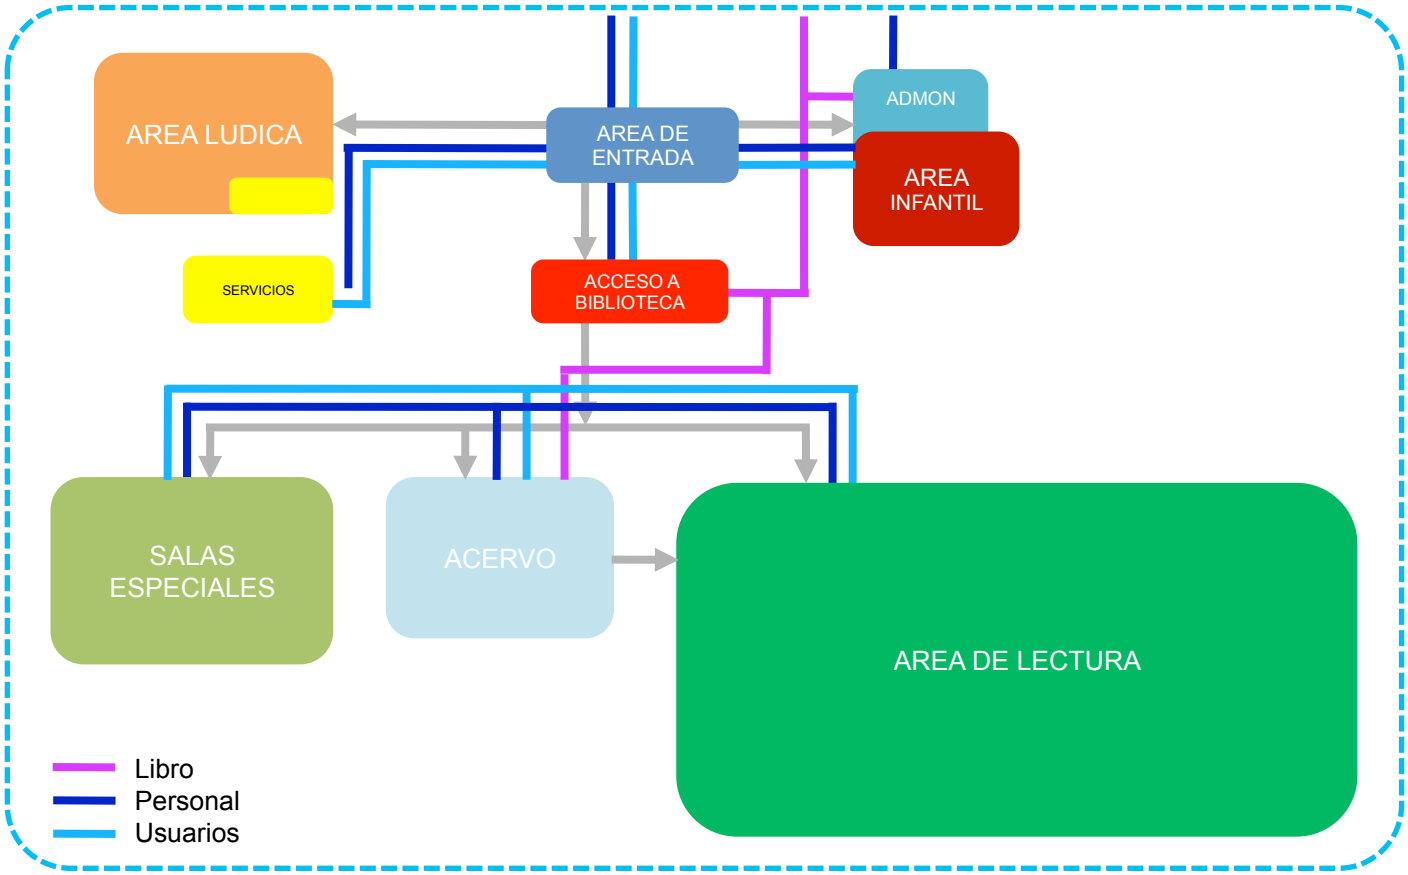 AREA LUDICA
AREA DE
ENTRADA
ADMON
AREA
INFANTIL
SERVICIOS
ACCESO A
BIBLIOTECA
SALAS
ESPECIALES
ACERVO
AREA DE LECTURA
Libro
Personal
Usuarios